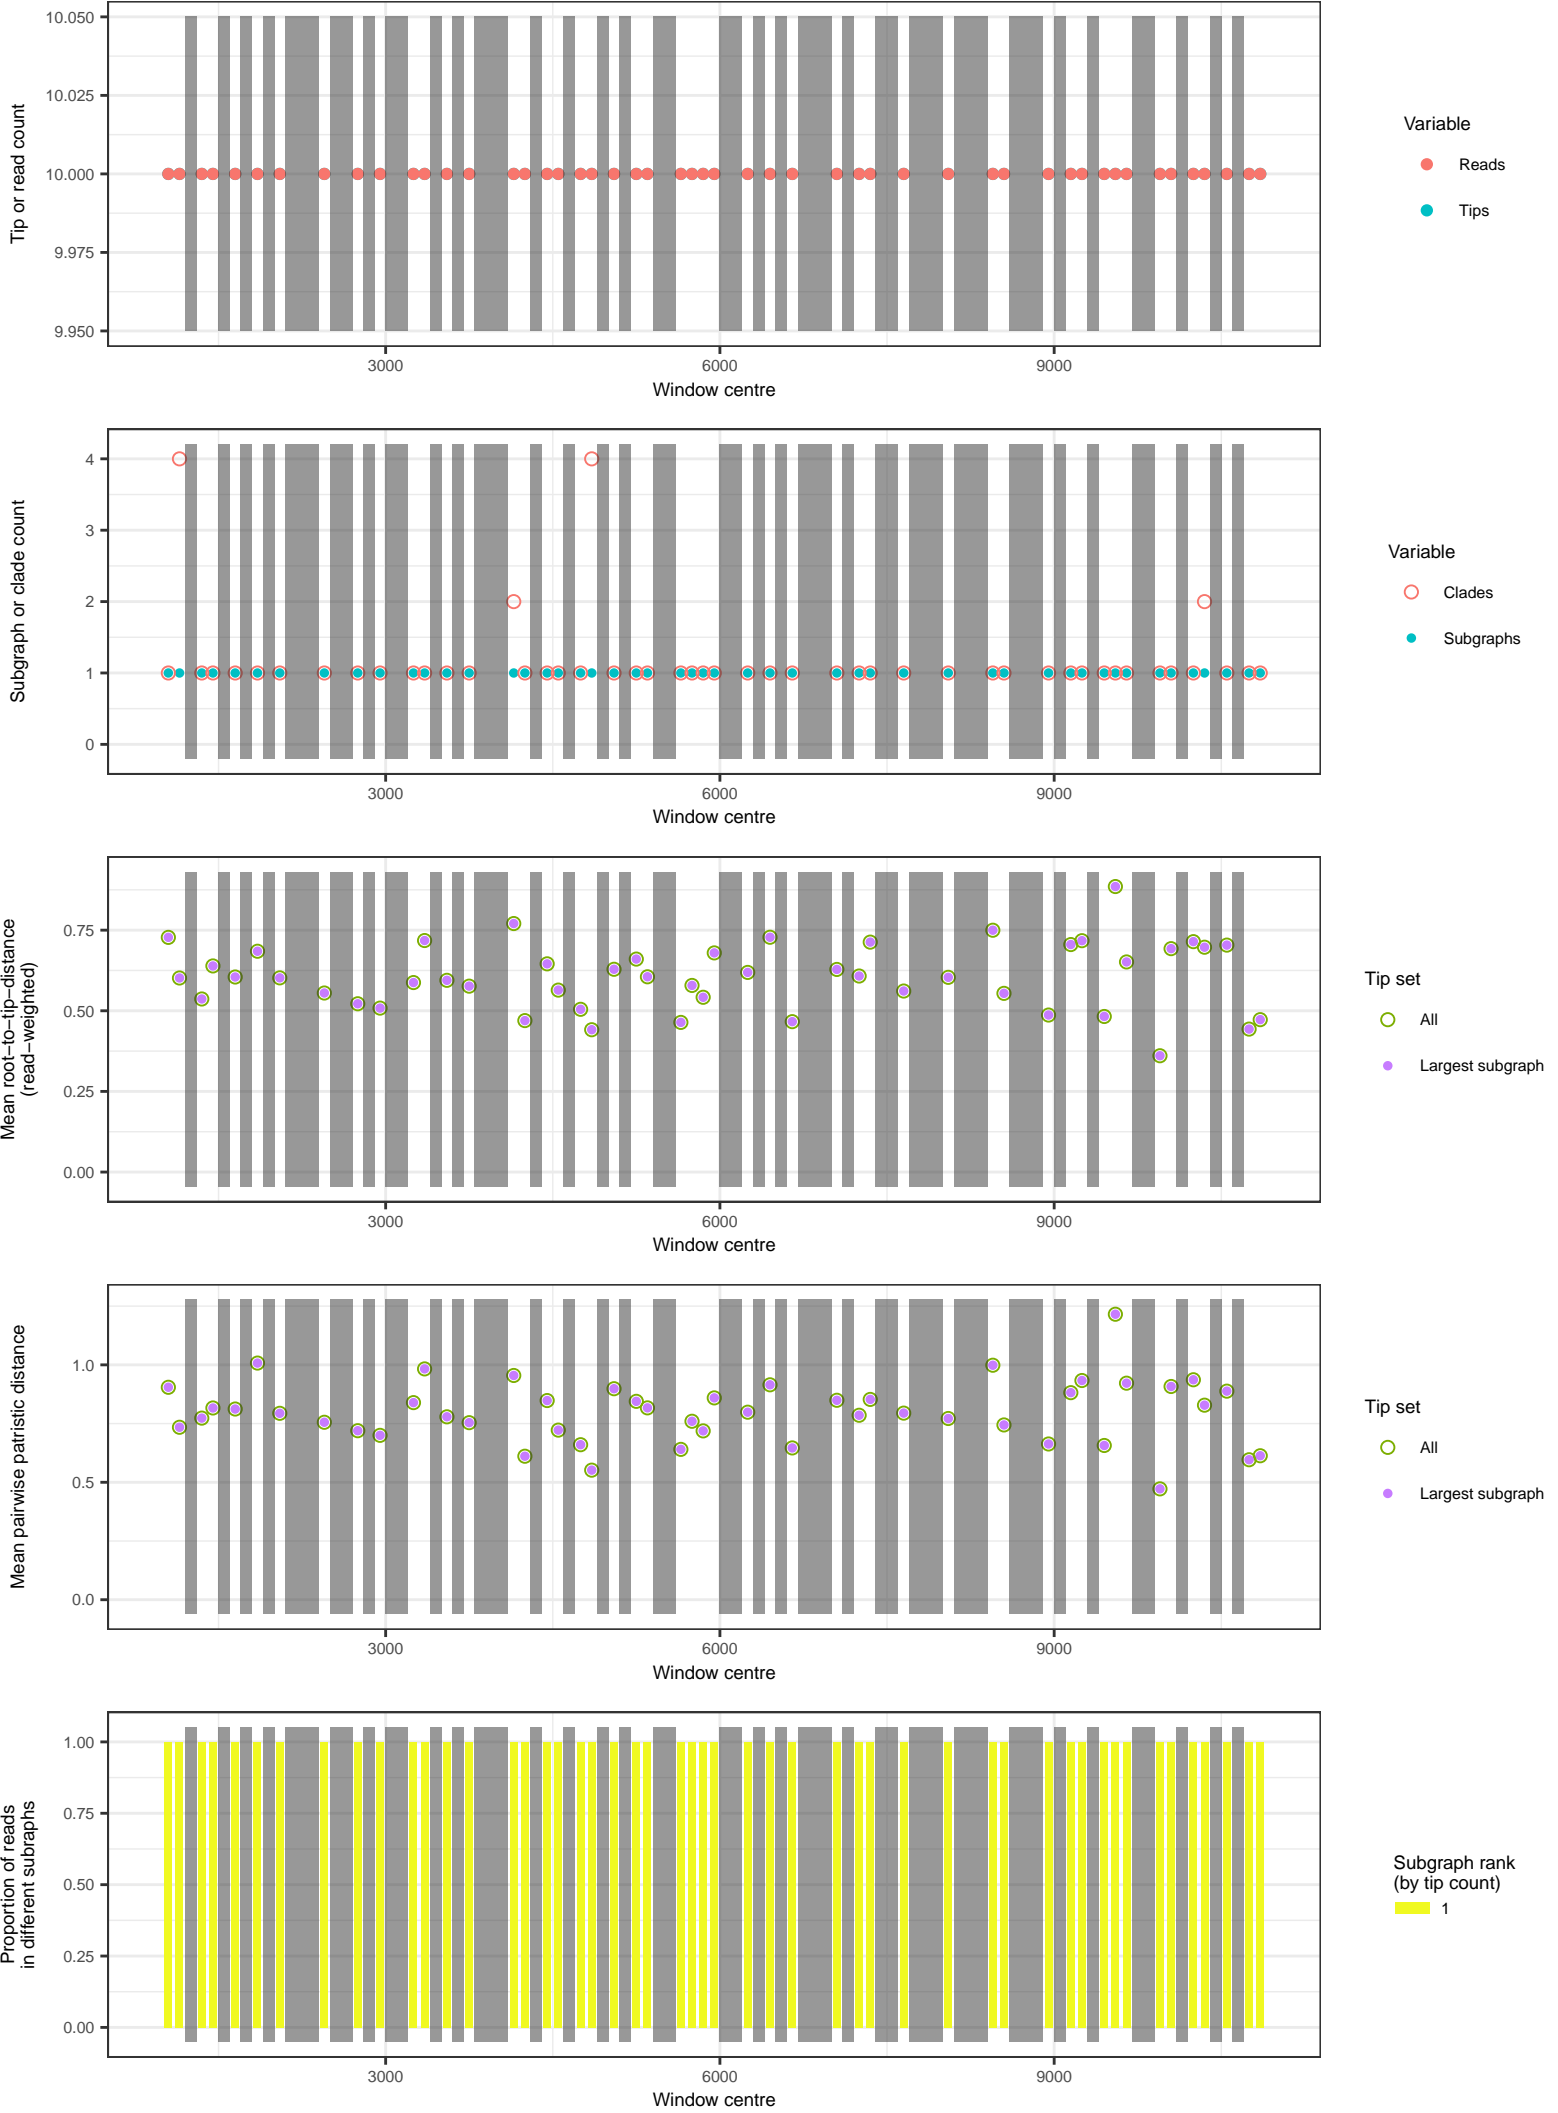 10.050
10.025
10.000
9.975
9.950
Tip or read count
3000
6000
9000
Window centre
Variable
Reads
Tips
4
3
2
1
0
Subgraph or clade count
3000
6000
9000
Window centre
Variable
Clades
Subgraphs
0.75
0.50
0.25
0.00
Mean root−to−tip−distance
(read−weighted)
3000
6000
9000
Window centre
Tip set
All
Largest subgraph
1.0
0.5
0.0
Mean pairwise patristic distance
3000
6000
9000
Window centre
Tip set
All
Largest subgraph
1.00
0.75
0.50
0.25
0.00
Proportion of reads
in different subraphs
3000
6000
9000
Window centre
Subgraph rank
(by tip count)
1